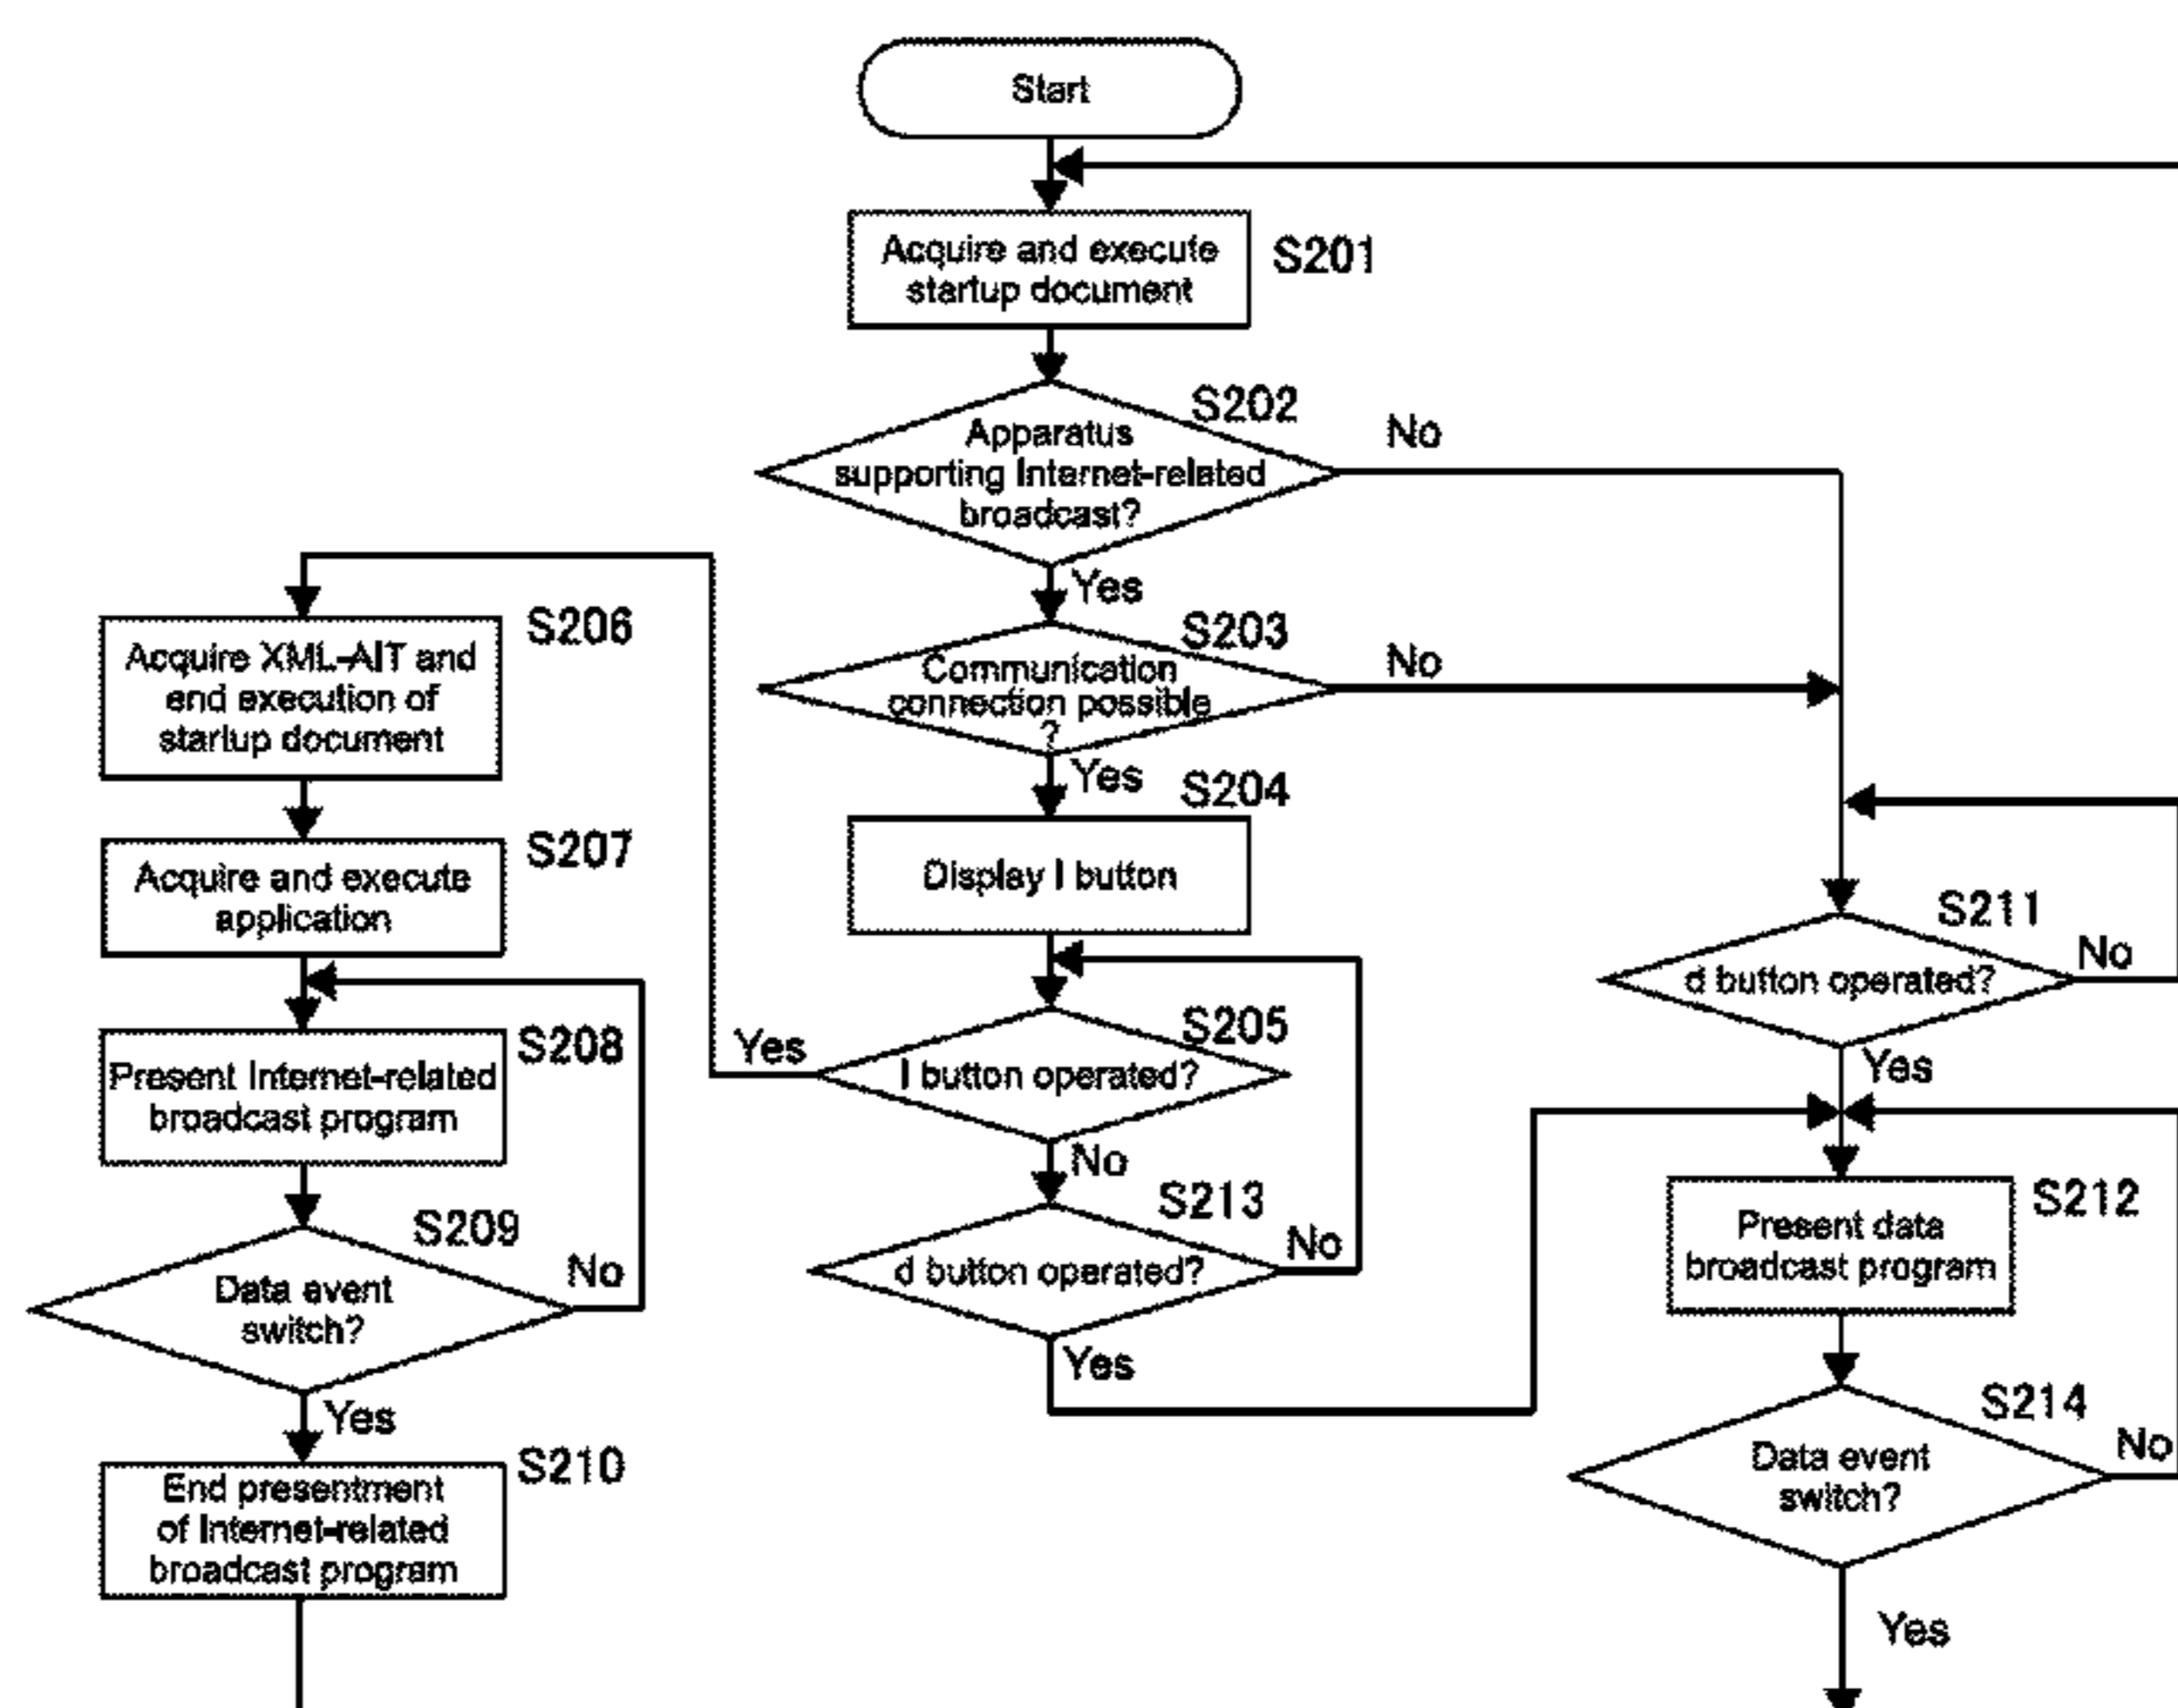 Start
Acquire and execute
startup document
S201
Apparatus
supporting Internet-related
broadcast?
S202
No
Yes
Communication
connection possible
?
S203
No
Yes
Display I button
S204
I button operated?
S205
Yes
No
d button operated?
S213
No
Yes
Acquire XML-AIT and
end execution of
startup document
S206
Acquire and execute
application
S207
Present Internet-related
broadcast program
S208
Data event
switch?
S209
No
Yes
End presentment
of Internet-related
broadcast program
S210
d button operated?
S211
No
Yes
Present data
broadcast program
S212
Data event
switch?
S214
No
Yes